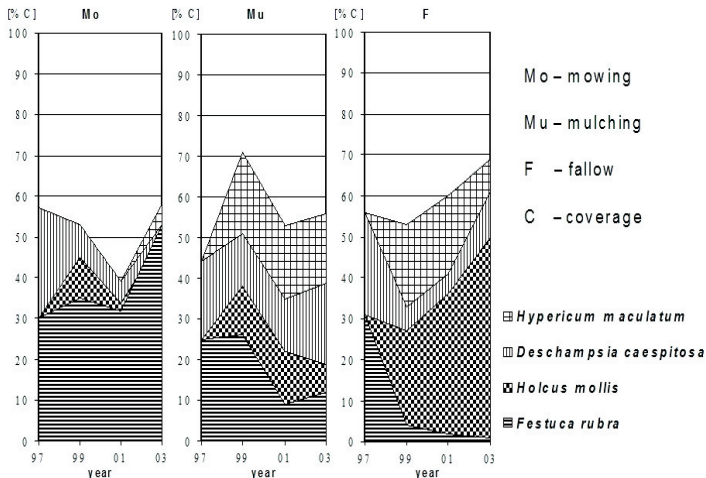 [% C] Mo [% C] Mu [% C] F
100 100 100
90 90 90
80 80 80
70 70 70
60 60 60
50 50 50
40 40 40
30 30 30
20 20 20
10 10 10
0 0 0
97 99 01 03 97 99 01 03 97 99 01 03
year year year
Mo – mowing
Mu – mulching
F – fallow
C – coverage
Hypericum maculatum
Deschampsia caespitosa
Holcus mollis
Festuca rubra